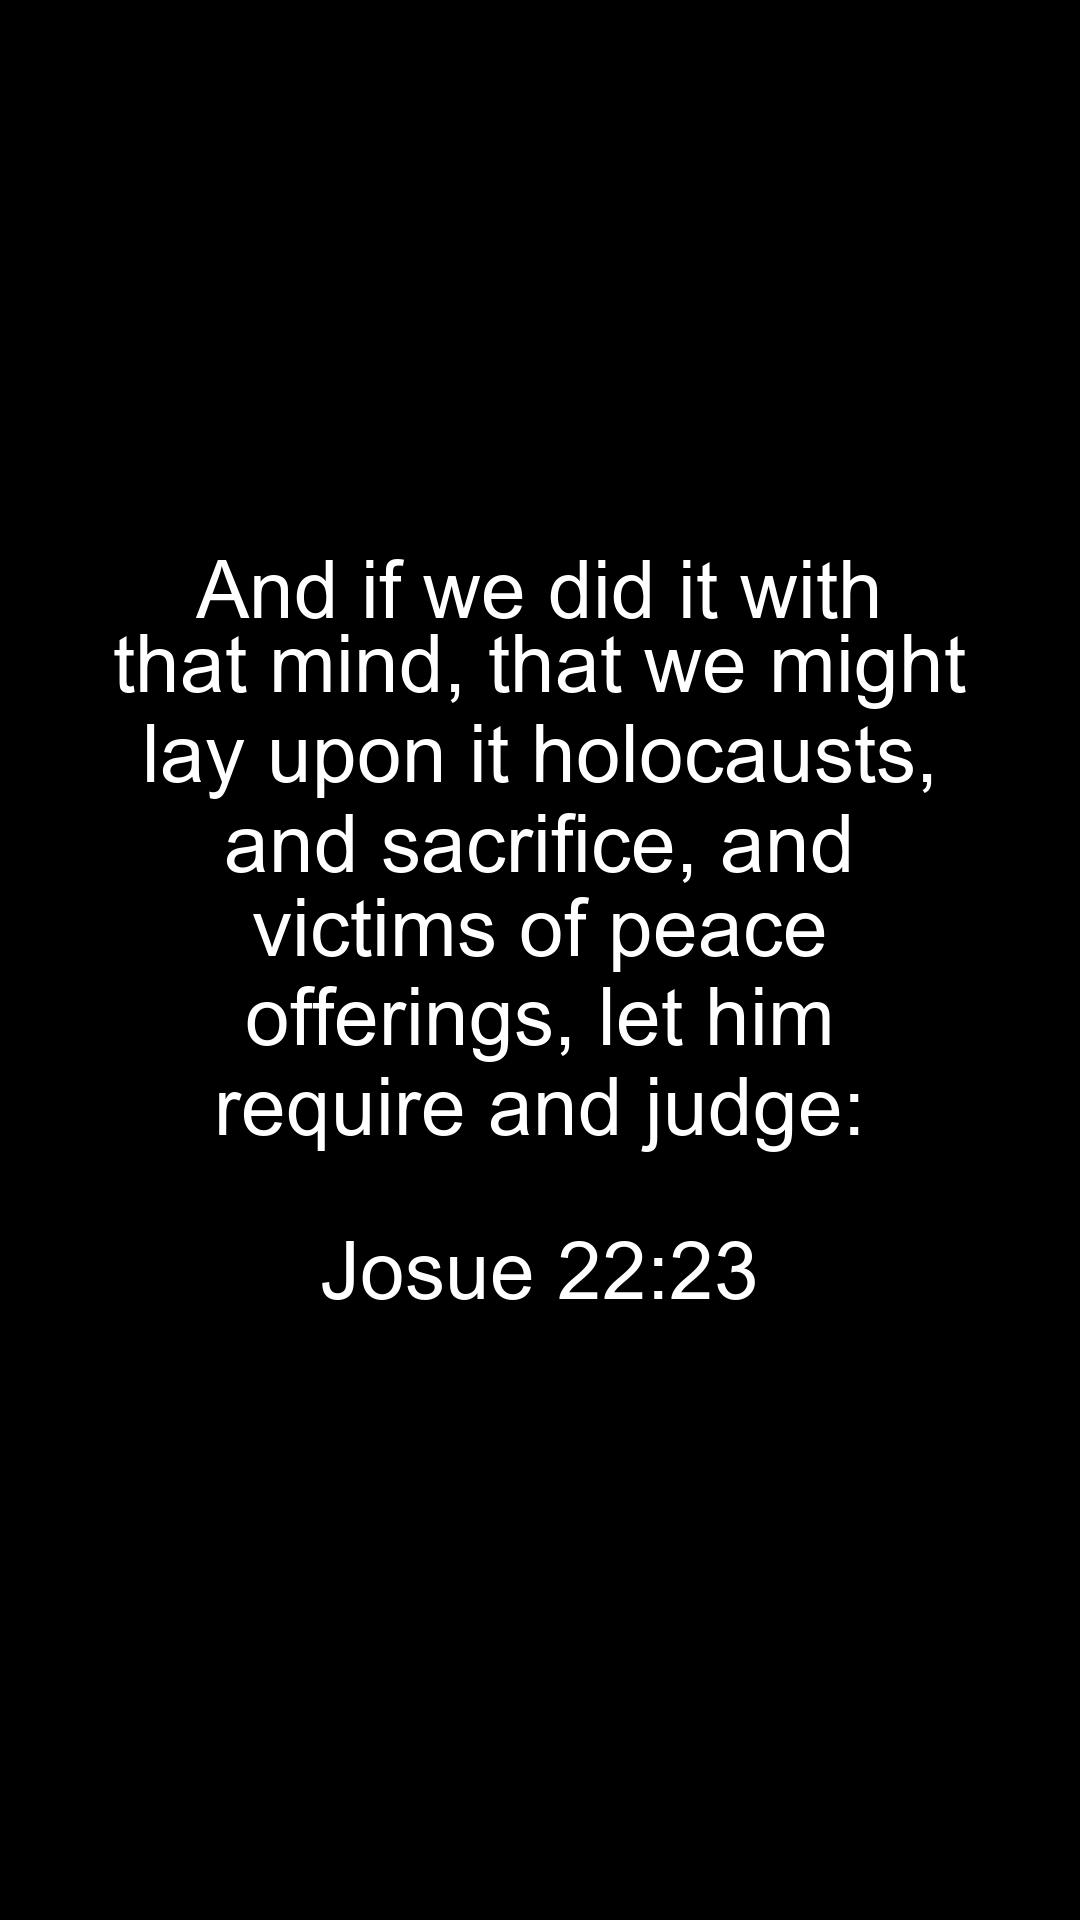 And if we did it with
that mind, that we might
lay upon it holocausts,
and sacrifice, and
victims of peace
offerings, let him
require and judge:
Josue 22:23